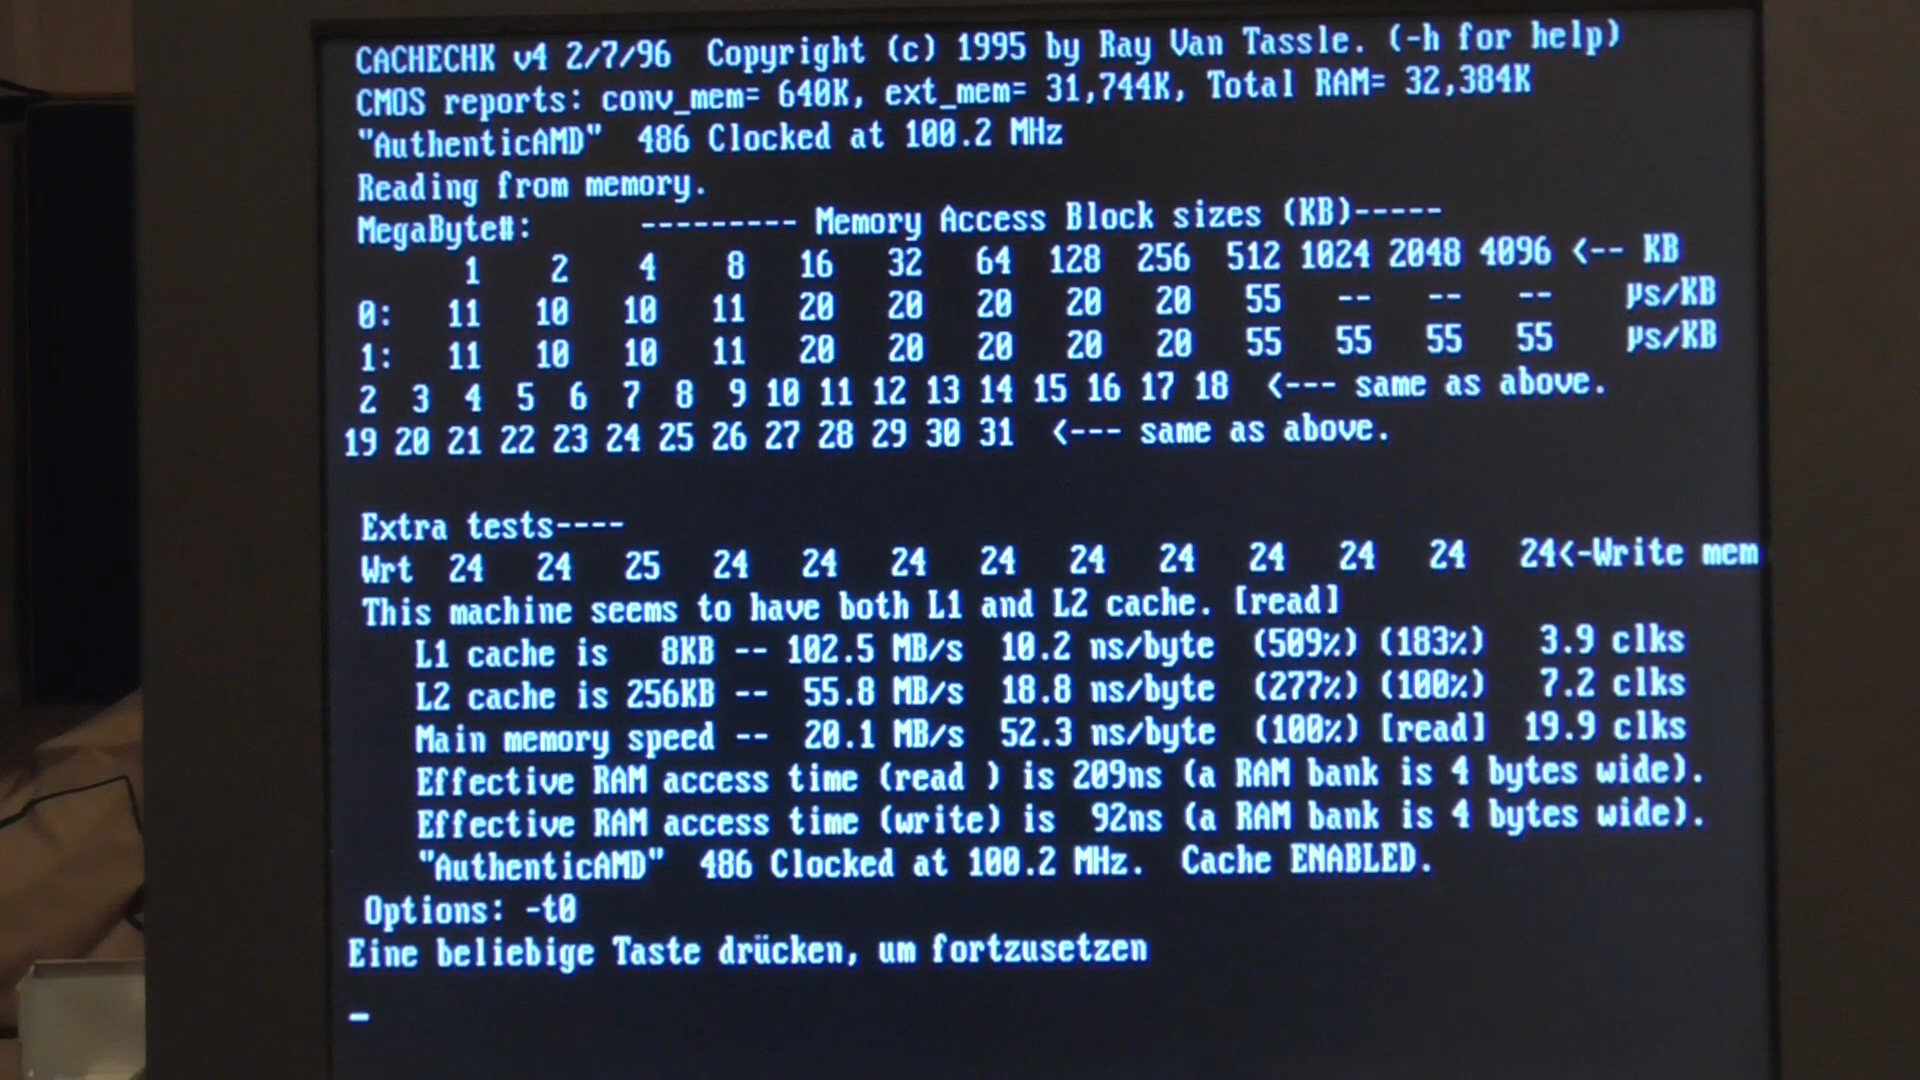 CACHECHK v4 2/7/96  Copyright (c) 1995 by Ray Van Tassle. (-h for help)
CMOS reports: conv_mem= 640K, ext_mem= 31,744K, Total RAM= 32,384K
"AuthenticAMD"  486 Clocked at 100.2 MHz
Reading from memory.
MegaByte#:      --------- Memory Access Block sizes (KB)-----
1    2    4    8   16   32   64  128  256  512 1024 2048 4096 <-- KB
0:   11   10   10   11   20   20   20   20   20   55   --   --   --    µs/KB
1:   11   10   10   11   20   20   20   20   20   55   55   55   55    µs/KB
2  3  4  5  6  7  8  9 10 11 12 13 14 15 16 17 18  <--- same as above.
19 20 21 22 23 24 25 26 27 28 29 30 31  <--- same as above.
Extra tests----
Wrt  24   24   25   24   24   24   24   24   24   24   24   24   24<-Write mem
This machine seems to have both L1 and L2 cache. [read]
L1 cache is   8KB -- 102.5 MB/s  10.2 ns/byte  (509%) (183%)   3.9 clks
L2 cache is 256KB --  55.8 MB/s  18.8 ns/byte  (277%) (100%)   7.2 clks
Main memory speed --  20.1 MB/s  52.3 ns/byte  (100%) [read]  19.9 clks
Effective RAM access time (read ) is 209ns (a RAM bank is 4 bytes wide).
Effective RAM access time (write) is  92ns (a RAM bank is 4 bytes wide).
"AuthenticAMD"  486 Clocked at 100.2 MHz.  Cache ENABLED.
Options: -t0
Eine beliebige Taste drücken, um fortzusetzen